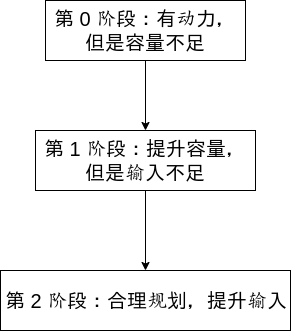 第 0 阶段：有动力，
但是容量不足
第 1 阶段：提升容量，
但是输入不足
第 2 阶段：合理规划，提升输入